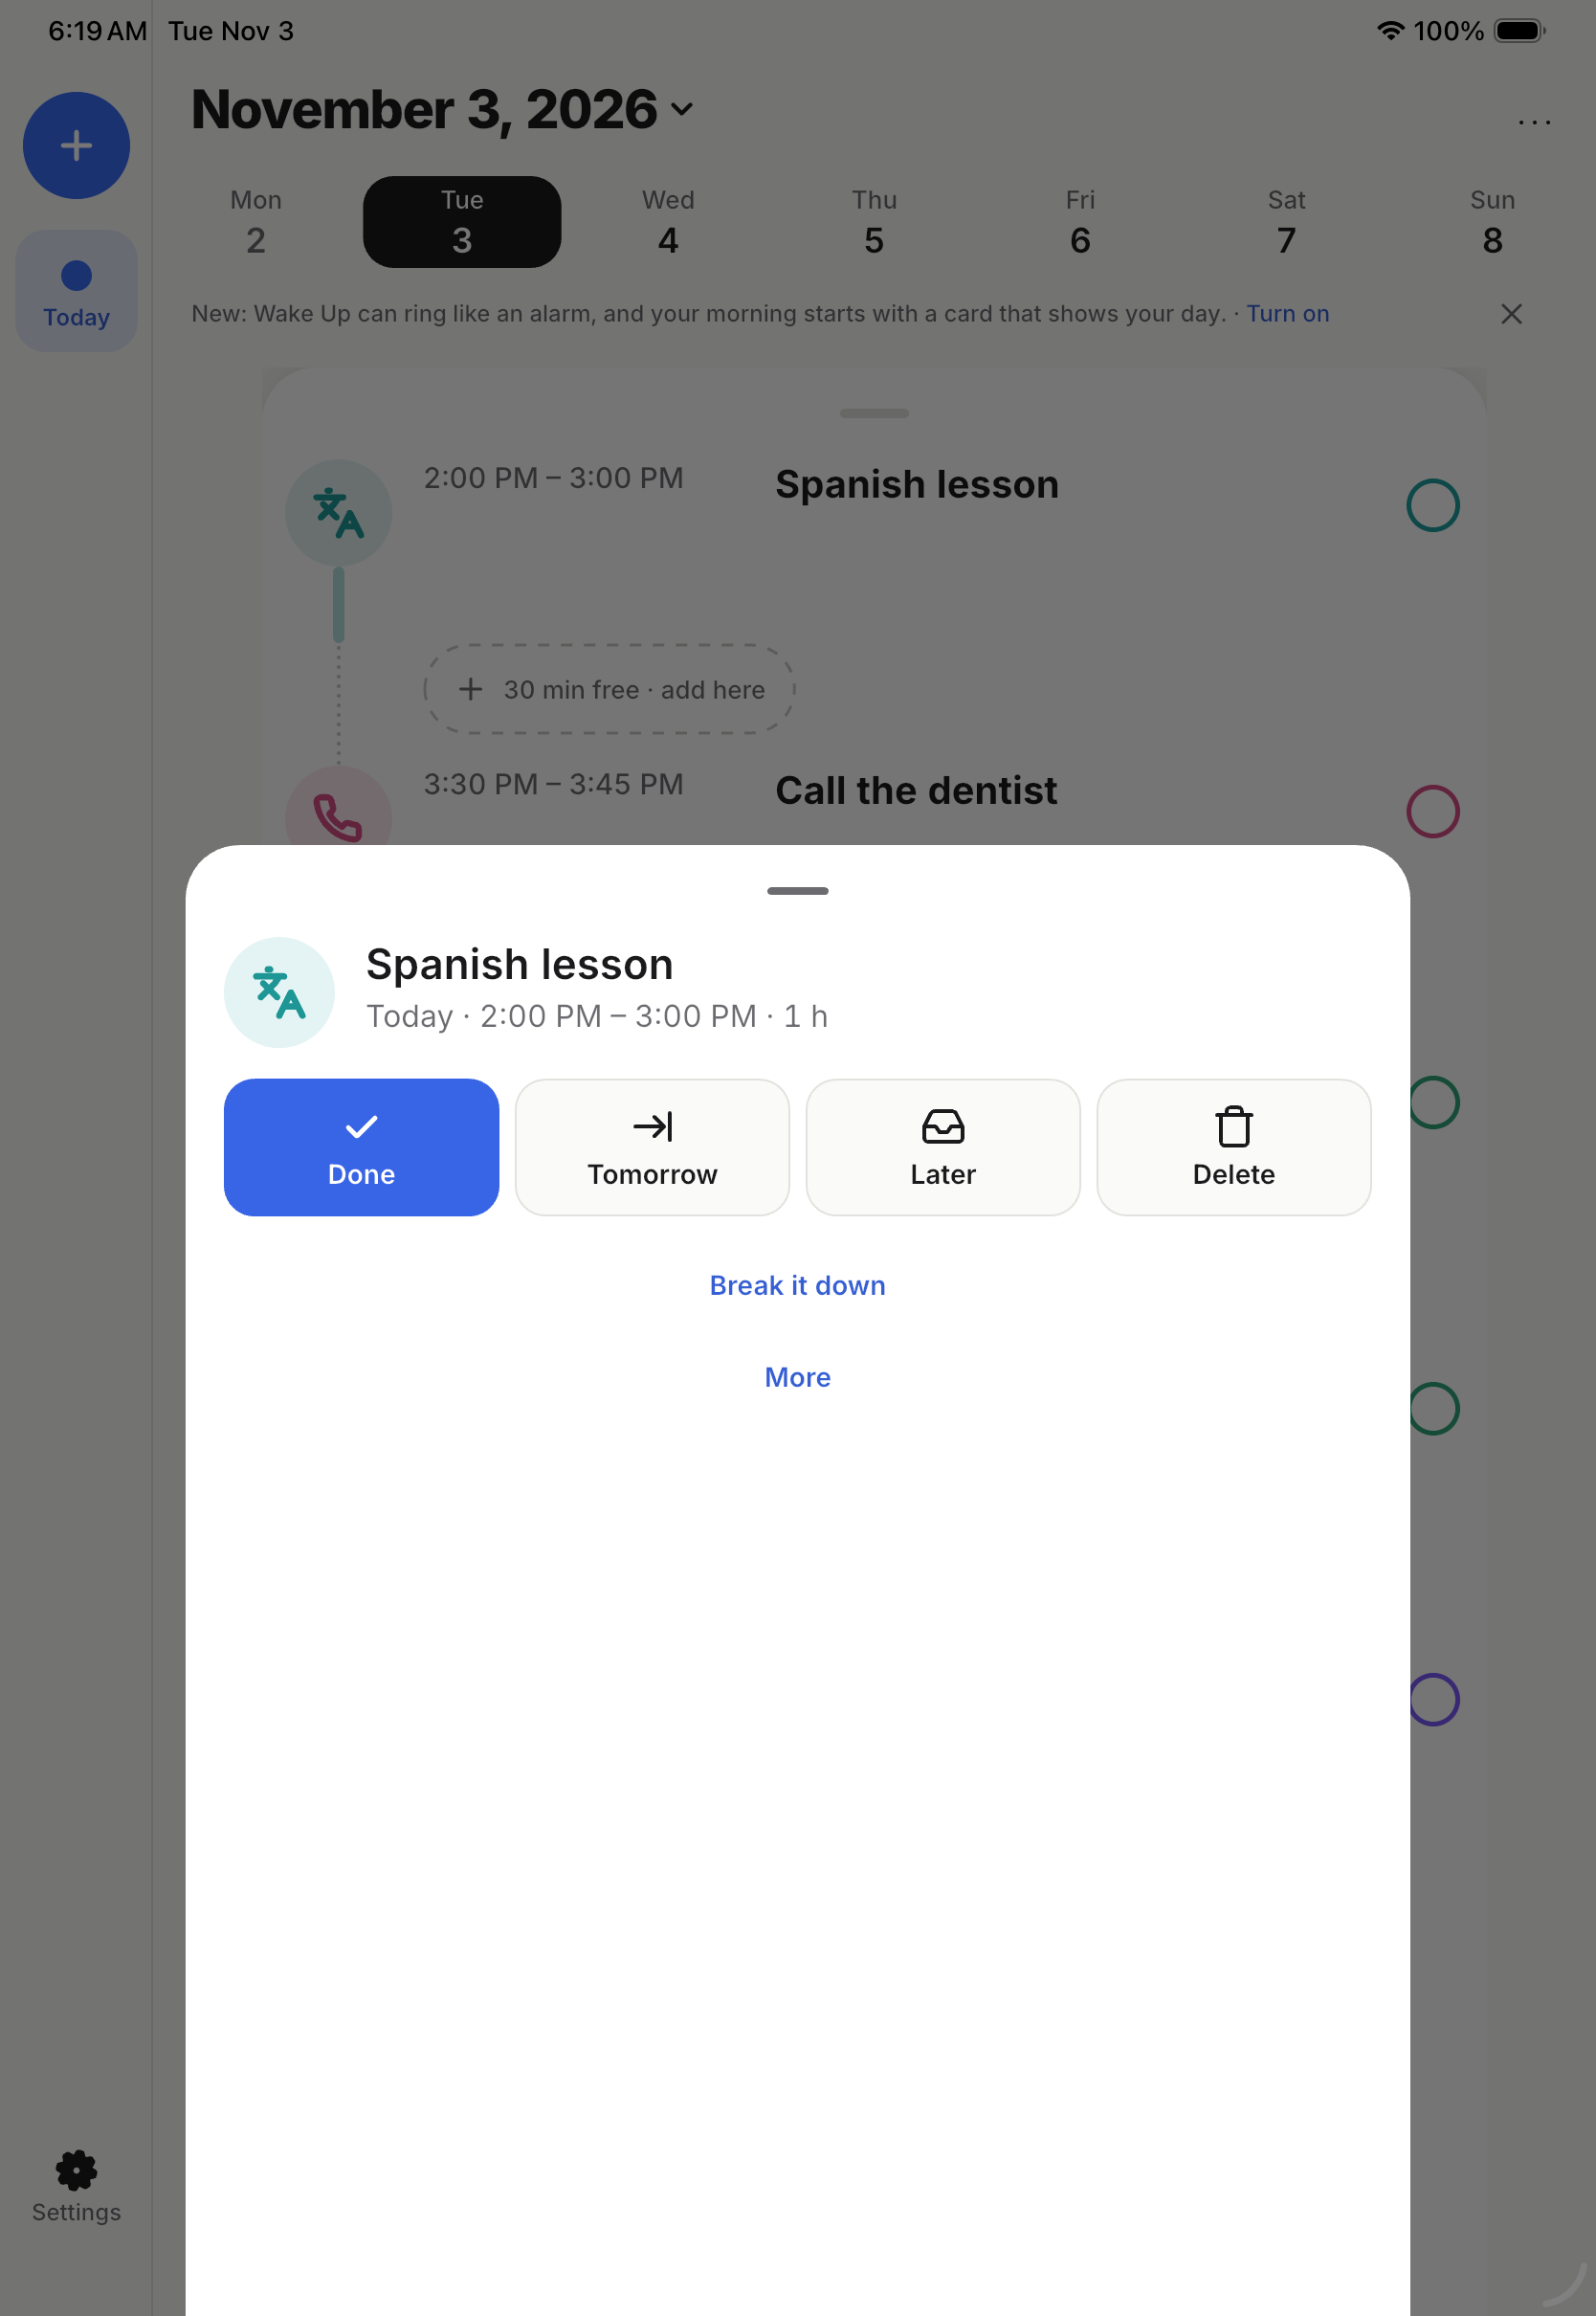 6:19 AM Tue Nov 3
100%
November 3, 2026
...
Mon Tue Wed Thu Fri Sat Sun
2 3 4 5 6 7 8
Today
New: Wake Up can ring like an alarm, and your morning starts with a card that shows your day. · Turn on
2:00 PM – 3:00 PM Spanish lesson
30 min free · add here
3:30 PM – 3:45 PM Call the dentist
Spanish lesson
Today · 2:00 PM – 3:00 PM · 1 h
Done Tomorrow Later Delete
Break it down
More
Settings